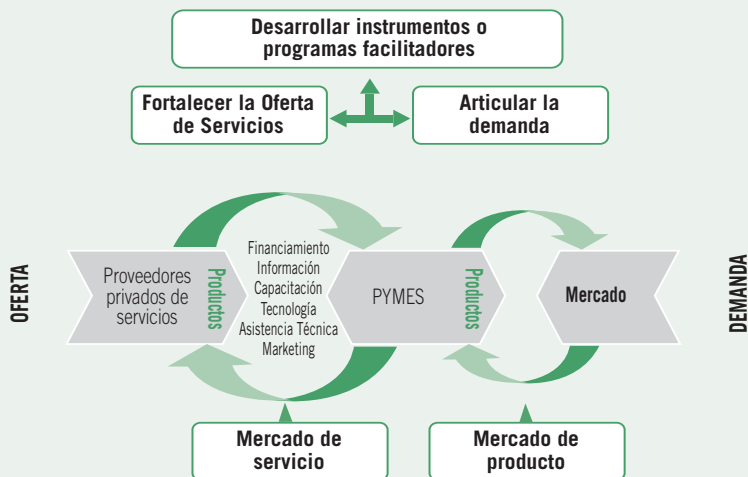 Desarrollar instrumentos o
programas facilitadores
Fortalecer la Oferta
de Servicios
Articular la
demanda
OFERTA
Proveedores
privados de
servicios
Productos
Financiamiento
Información
Capacitación
Tecnología
Asistencia Técnica
Marketing
PYMES
Productos
Mercado
DEMANDA
Mercado de
servicio
Mercado de
producto